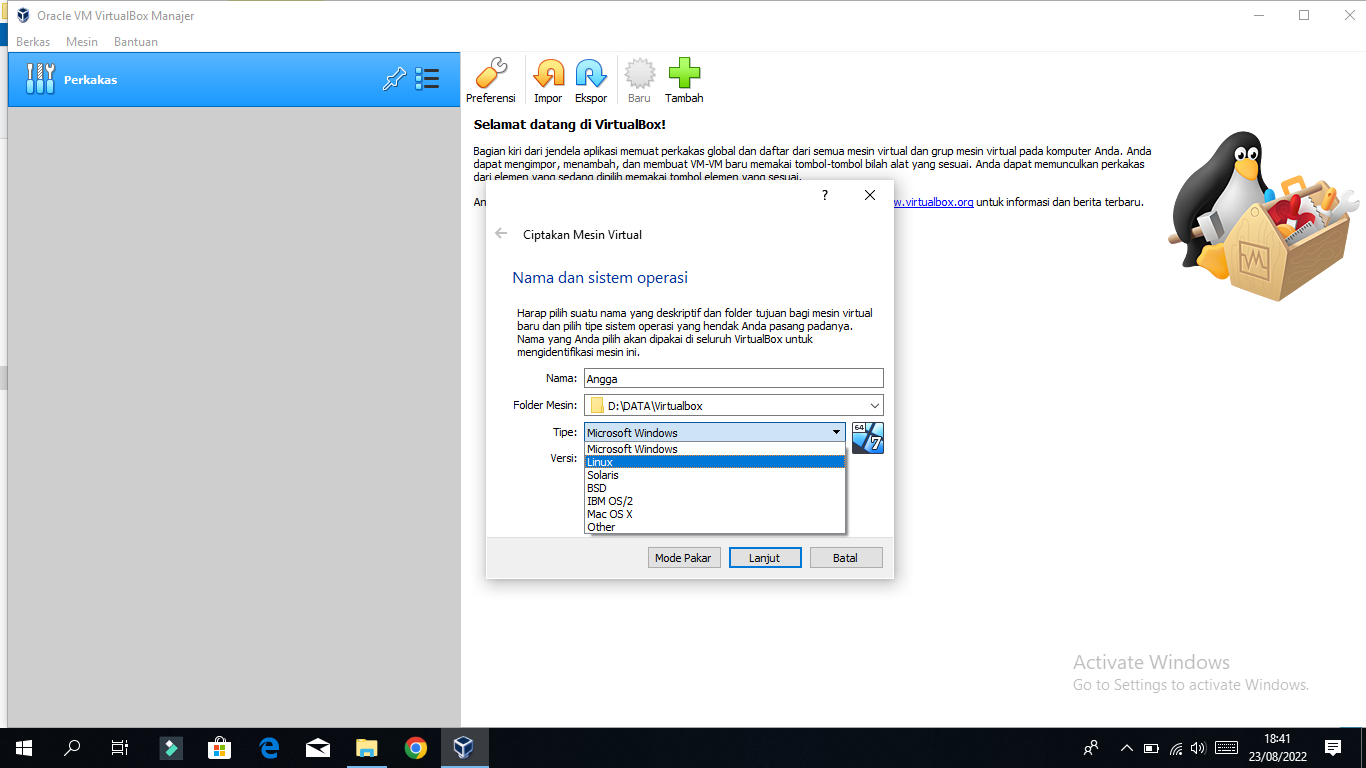 Oracle VM VirtualBox Manajer
Berkas Mesin Bantuan
Perkakas
Preferensi Impor Ekspor Baru Tambah
Selamat datang di VirtualBox!
Bagian kiri dari jendela aplikasi memuat perkakas global dan daftar dari semua mesin virtual dan grup mesin virtual pada komputer Anda. Anda
dapat mengimpor, menambah, dan membuat VM-VM baru memakai tombol-tombol bilah alat yang sesuai. Anda dapat memunculkan perkakas
dari elemen yang sedang dipilih memakai tombol elemen yang sesuai.
An w.virtualbox.org untuk informasi dan berita terbaru.
?
Ciptakan Mesin Virtual
Nama dan sistem operasi
Harap pilih suatu nama yang deskriptif dan folder tujuan bagi mesin virtual
baru dan pilih tipe sistem operasi yang hendak Anda pasang padanya.
Nama yang Anda pilih akan dipakai di seluruh VirtualBox untuk
mengidentifikasi mesin ini.
Nama: Angga
Folder Mesin: D:\DATA\Virtualbox
Tipe: Microsoft Windows
64
7
Microsoft Windows
Versi:
Linux
Solaris
BSD
IBM OS/2
Mac OS X
Other
Mode Pakar Lanjut Batal
Activate Windows
Go to Settings to activate Windows.
18:41
23/08/2022